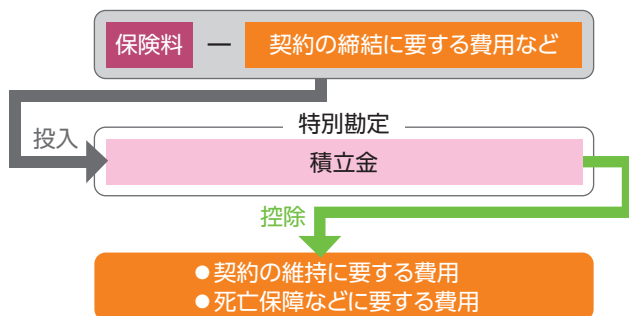 保険料 ー 契約の締結に要する費用など
特別勘定
投入
積立金
控除
●契約の維持に要する費用
●死亡保障などに要する費用